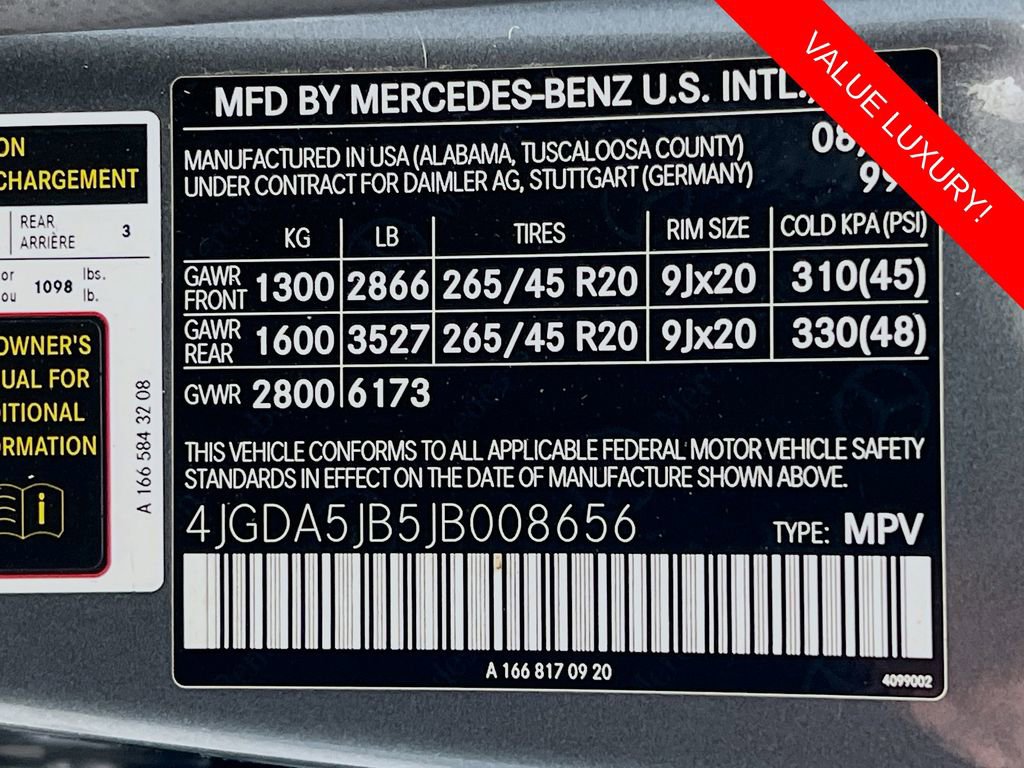 VALUE LUXURY!
MFD BY MERCEDES-BENZ U.S. INTL.,
MANUFACTURED IN USA (ALABAMA, TUSCALOOSA COUNTY)
UNDER CONTRACT FOR DAIMLER AG, STUTTGART (GERMANY)
KG LB TIRES RIM SIZE COLD KPA (PSI)
GAWR FRONT 1300 2866 265/45 R20 9Jx20 310(45)
GAWR REAR 1600 3527 265/45 R20 9Jx20 330(48)
GVWR 2800 6173
THIS VEHICLE CONFORMS TO ALL APPLICABLE FEDERAL MOTOR VEHICLE SAFETY
STANDARDS IN EFFECT ON THE DATE OF MANUFACTURE SHOWN ABOVE.
4JGDA5JB5JB008656 TYPE: MPV
A 166 817 09 20
4099002
REAR 3
ARRIÈRE
1098 lbs.
lb.
OWNER'S
FOR
A 166 584 32 08